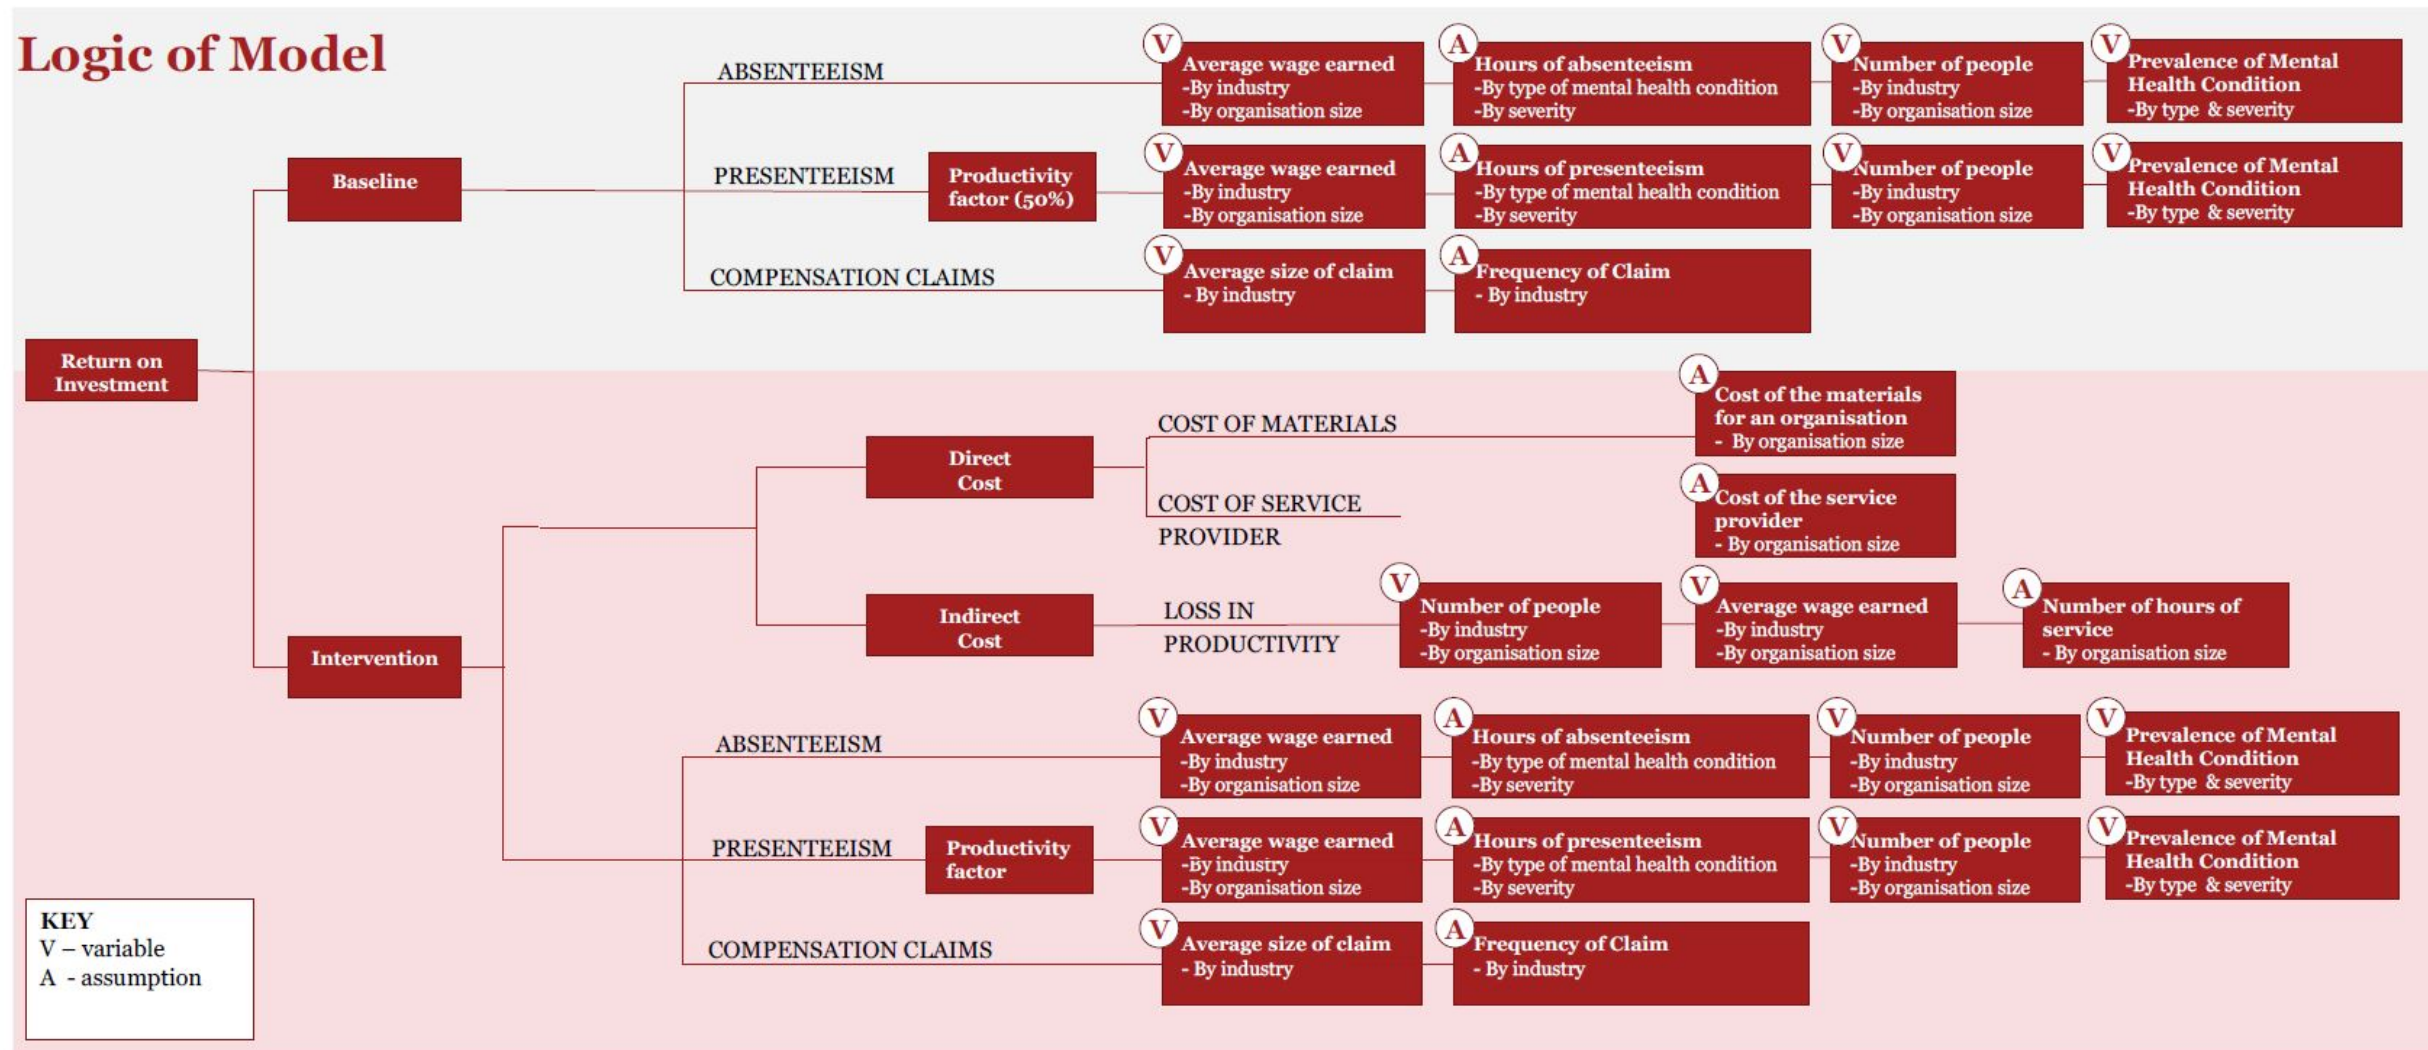 Logic of Model
ABSENTEEISM
V
Average wage earned
-By industry
-By organisation size
A
Hours of absenteeism
-By type of mental health condition
-By severity
V
Number of people
-By industry
-By organisation size
V
Prevalence of Mental
Health Condition
-By type & severity
Baseline
PRESENTEEISM
Productivity
factor (50%)
V
Average wage earned
-By industry
-By organisation size
A
Hours of presenteeism
-By type of mental health condition
-By severity
V
Number of people
-By industry
-By organisation size
V
Prevalence of Mental
Health Condition
-By type & severity
COMPENSATION CLAIMS
V
Average size of claim
- By industry
A
Frequency of Claim
- By industry
Return on
Investment
Direct
Cost
COST OF MATERIALS
A
Cost of the materials
for an organisation
- By organisation size
COST OF SERVICE
PROVIDER
A
Cost of the service
provider
- By organisation size
Indirect
Cost
LOSS IN
PRODUCTIVITY
V
Number of people
-By industry
-By organisation size
V
Average wage earned
-By industry
-By organisation size
A
Number of hours of
service
- By organisation size
Intervention
ABSENTEEISM
V
Average wage earned
-By industry
-By organisation size
A
Hours of absenteeism
-By type of mental health condition
-By severity
V
Number of people
-By industry
-By organisation size
V
Prevalence of Mental
Health Condition
-By type & severity
PRESENTEEISM
Productivity
factor
V
Average wage earned
-By industry
-By organisation size
A
Hours of presenteeism
-By type of mental health condition
-By severity
V
Number of people
-By industry
-By organisation size
V
Prevalence of Mental
Health Condition
-By type & severity
COMPENSATION CLAIMS
V
Average size of claim
- By industry
A
Frequency of Claim
- By industry
KEY
V – variable
A - assumption